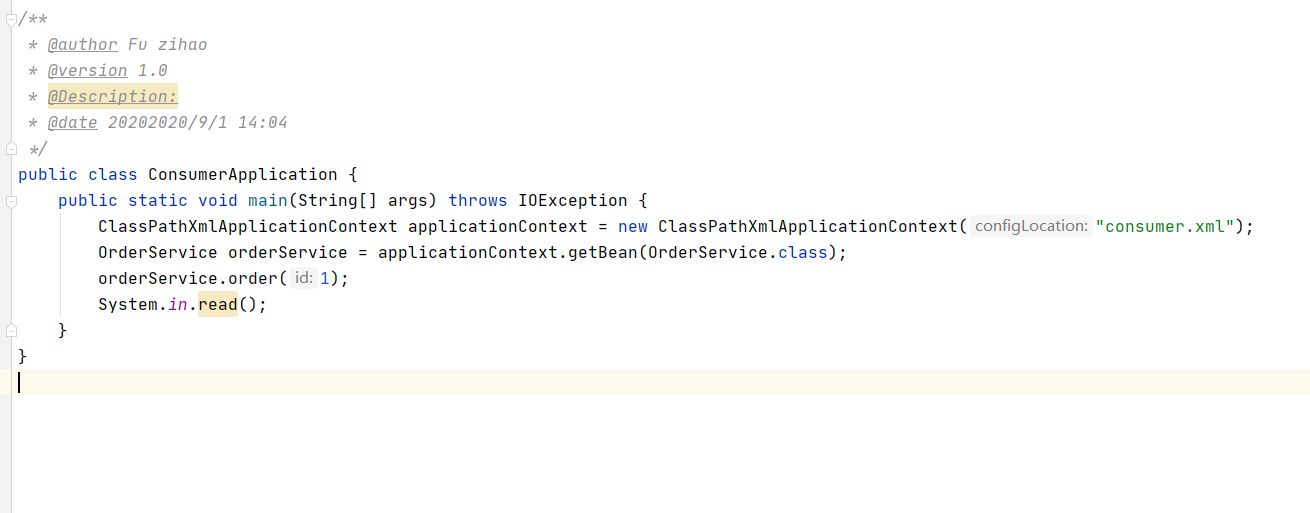 /**
 * @author Fu zihao
 * @version 1.0
 * @Description:
 * @date 20202020/9/1 14:04
 */
public class ConsumerApplication {
    public static void main(String[] args) throws IOException {
        ClassPathXmlApplicationContext applicationContext = new ClassPathXmlApplicationContext( configLocation: "consumer.xml");
        OrderService orderService = applicationContext.getBean(OrderService.class);
        orderService.order( id: 1);
        System.in.read();
    }
}